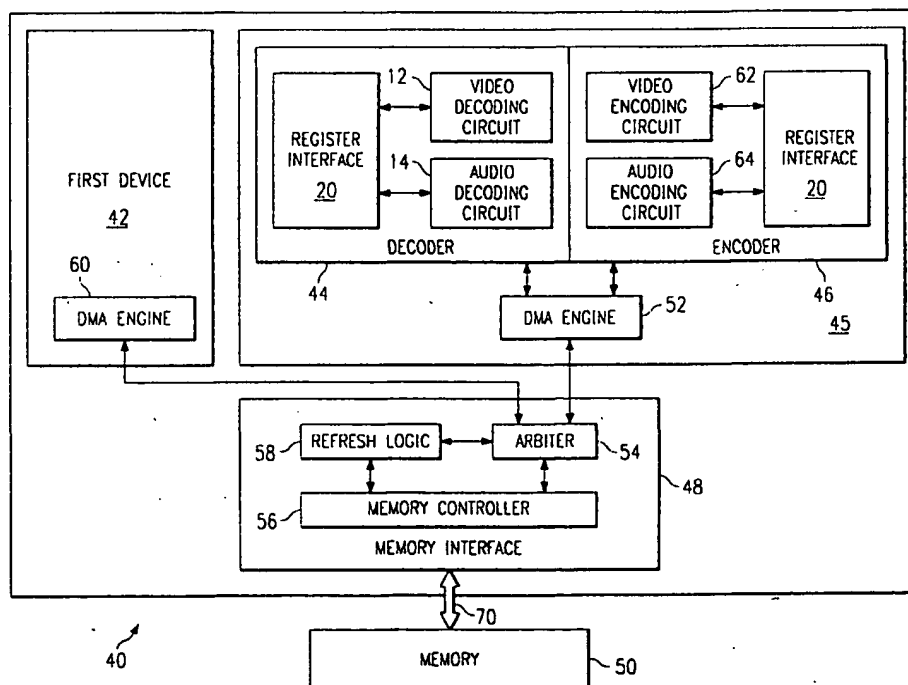 FIRST DEVICE
42
60
DMA ENGINE
12
VIDEO
DECODING
CIRCUIT
REGISTER
INTERFACE
20
14
AUDIO
DECODING
CIRCUIT
DECODER
44
VIDEO
ENCODING
CIRCUIT
62
AUDIO
ENCODING
CIRCUIT
64
REGISTER
INTERFACE
20
ENCODER
46
DMA ENGINE
52
45
58
REFRESH LOGIC
ARBITER
54
48
56
MEMORY CONTROLLER
MEMORY INTERFACE
70
40
MEMORY
50